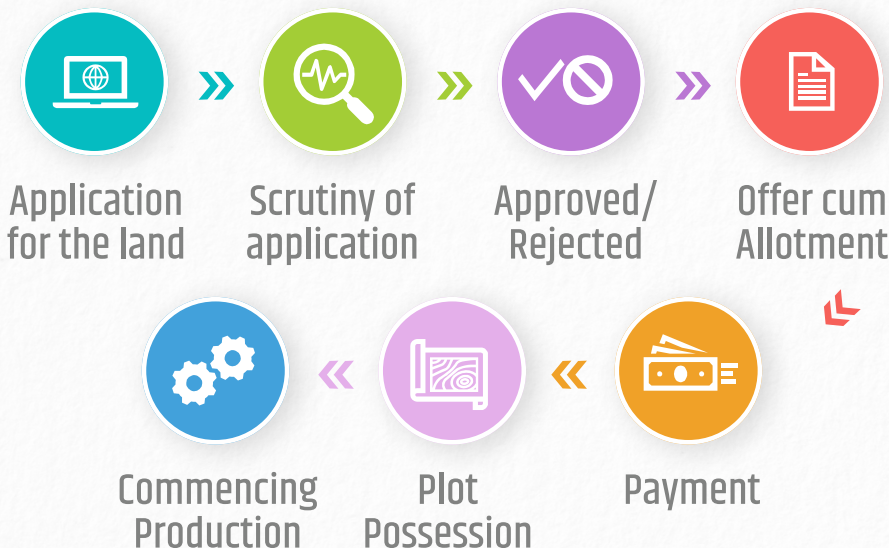 Application
for the land
Scrutiny of
application
Approved/
Rejected
Offer cum
Allotment
Payment
Plot
Possession
Commencing
Production